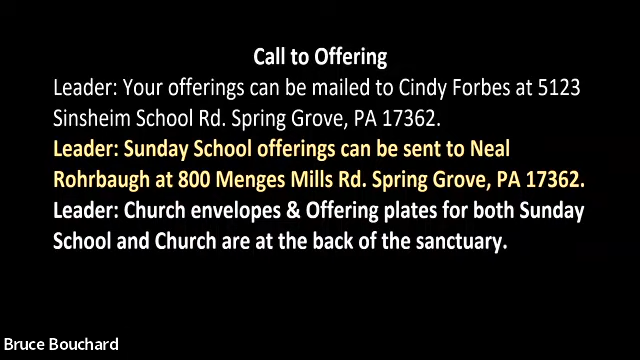 Call to Offering
Leader: Your offerings can be mailed to Cindy Forbes at 5123
Sinsheim School Rd. Spring Grove, PA 17362.
Leader: Sunday School offerings can be sent to Neal
Rohrbaugh at 800 Menges Mills Rd. Spring Grove, PA 17362.
Leader: Church envelopes & Offering plates for both Sunday
School and Church are at the back of the sanctuary.
Bruce Bouchard